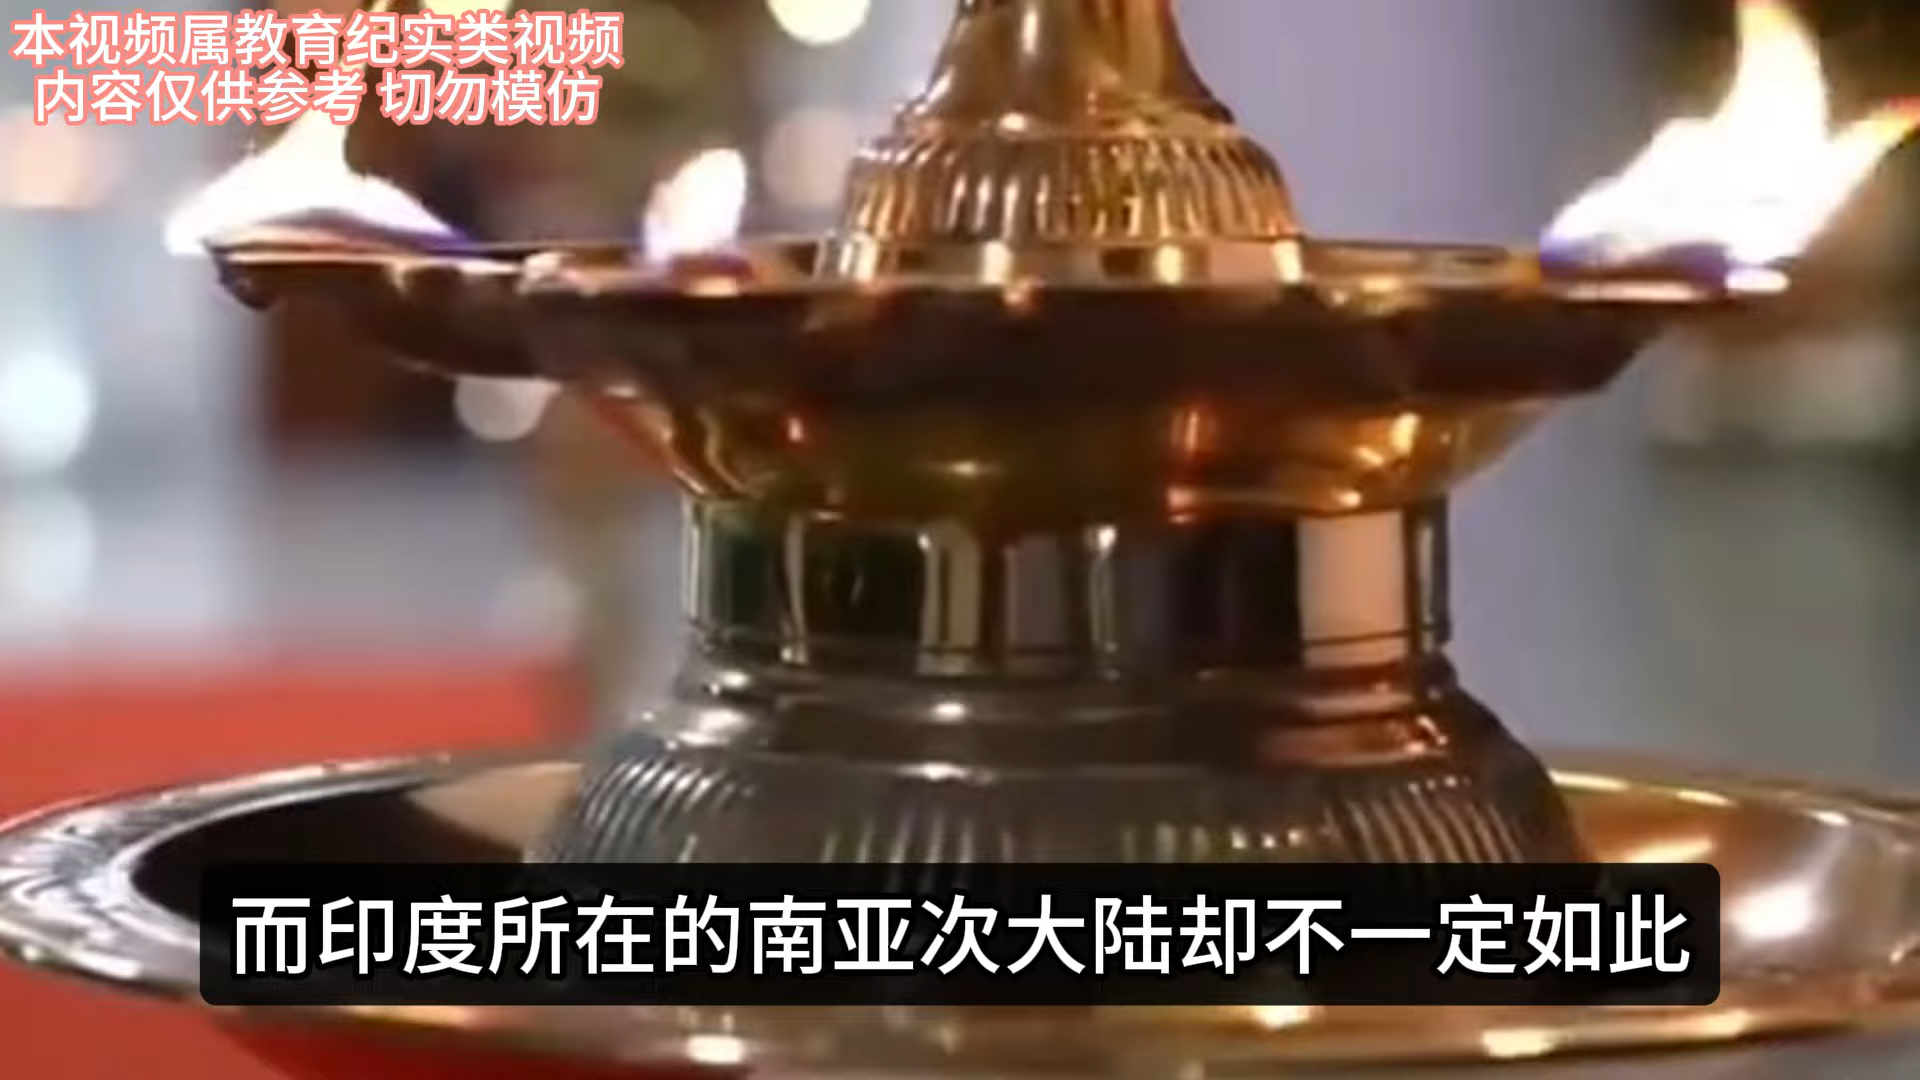 本视频属教育纪实类视频
内容仅供参考 切勿模仿
而印度所在的南亚次大陆却不一定如此